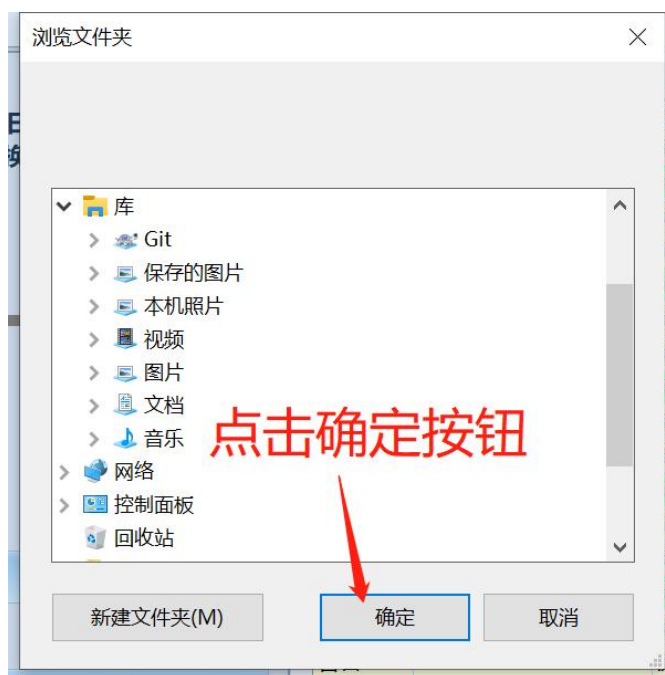 浏览文件夹
库
Git
保存的图片
本机照片
视频
图片
文档
音乐
点击确定按钮
网络
控制面板
回收站
新建文件夹(M)
确定
取消